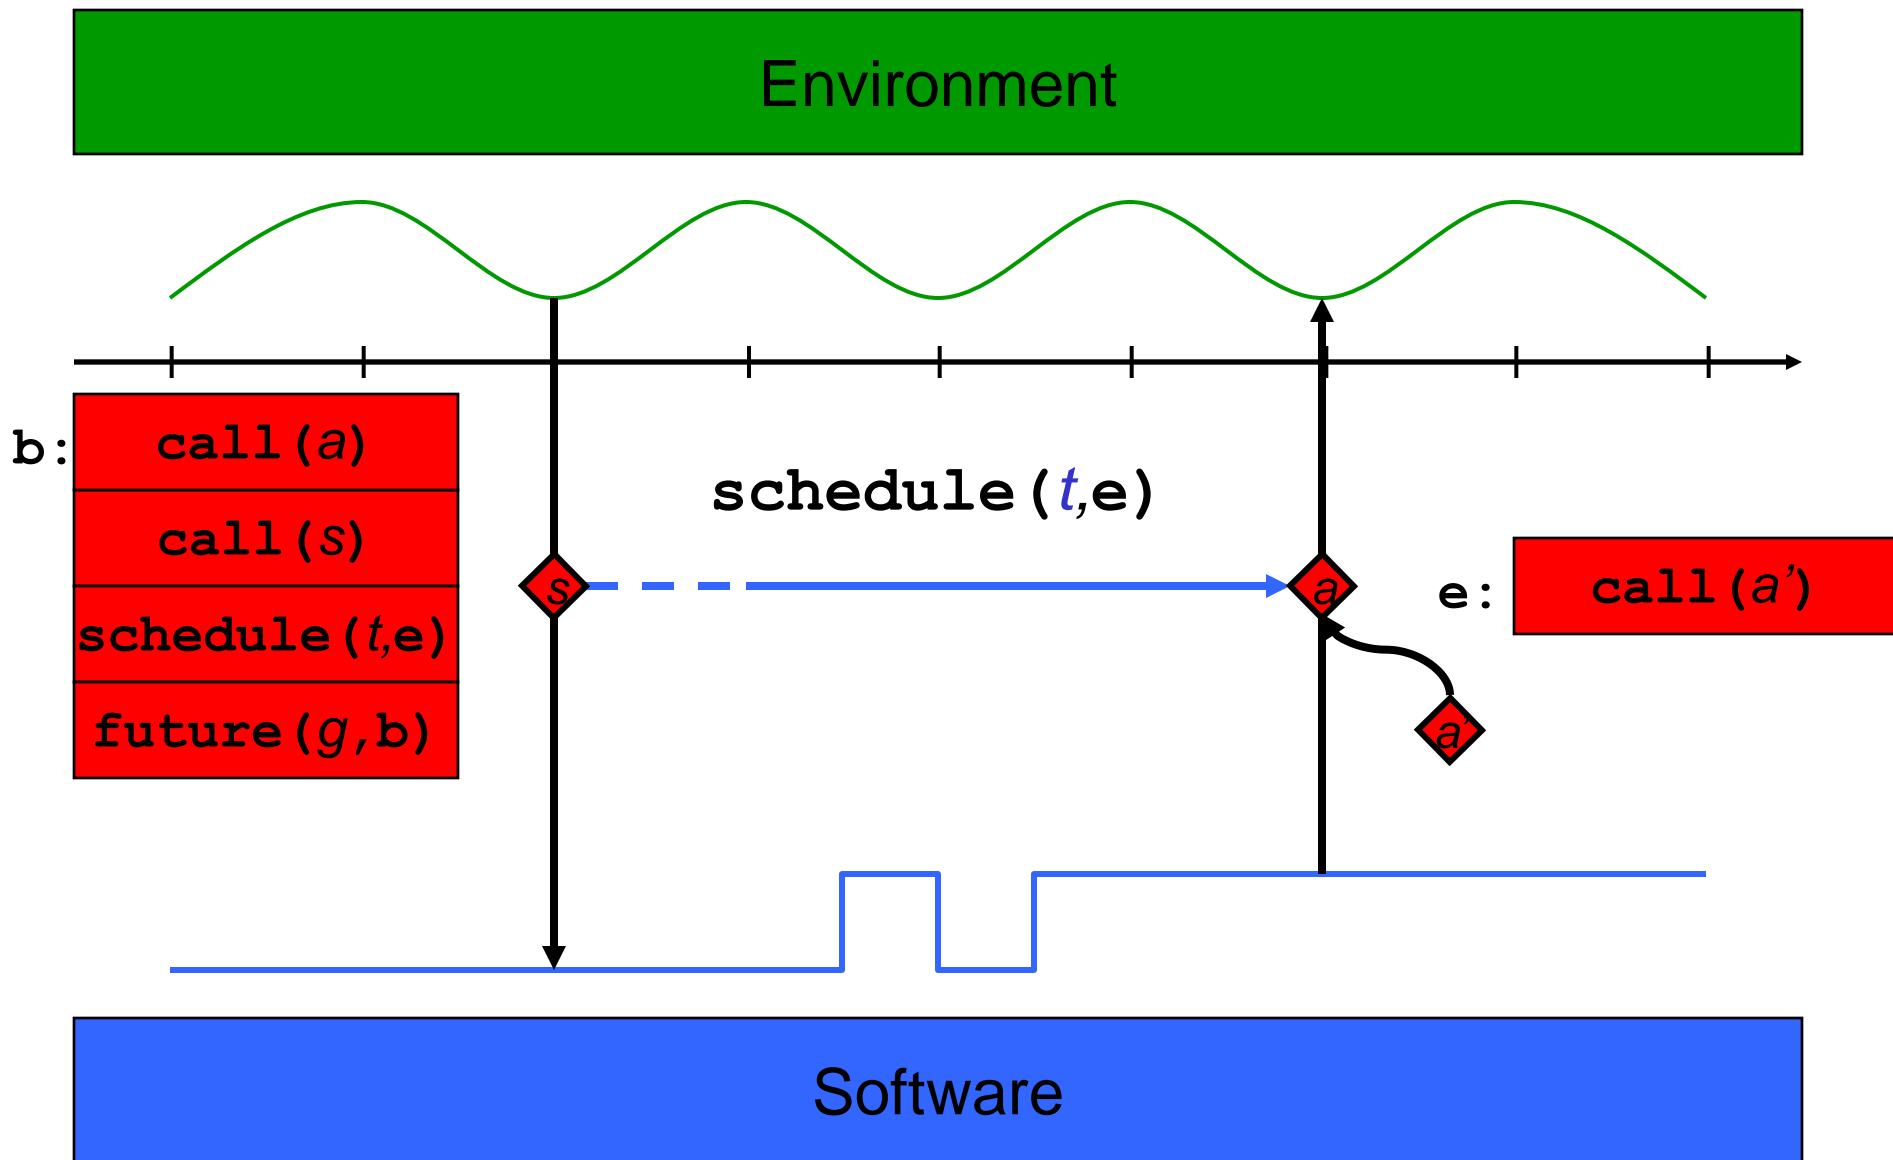 Environment
b:
call(a)
call(s)
schedule(t,e)
future(g,b)
schedule(t,e)
s
a
e:
call(a’)
a’
Software